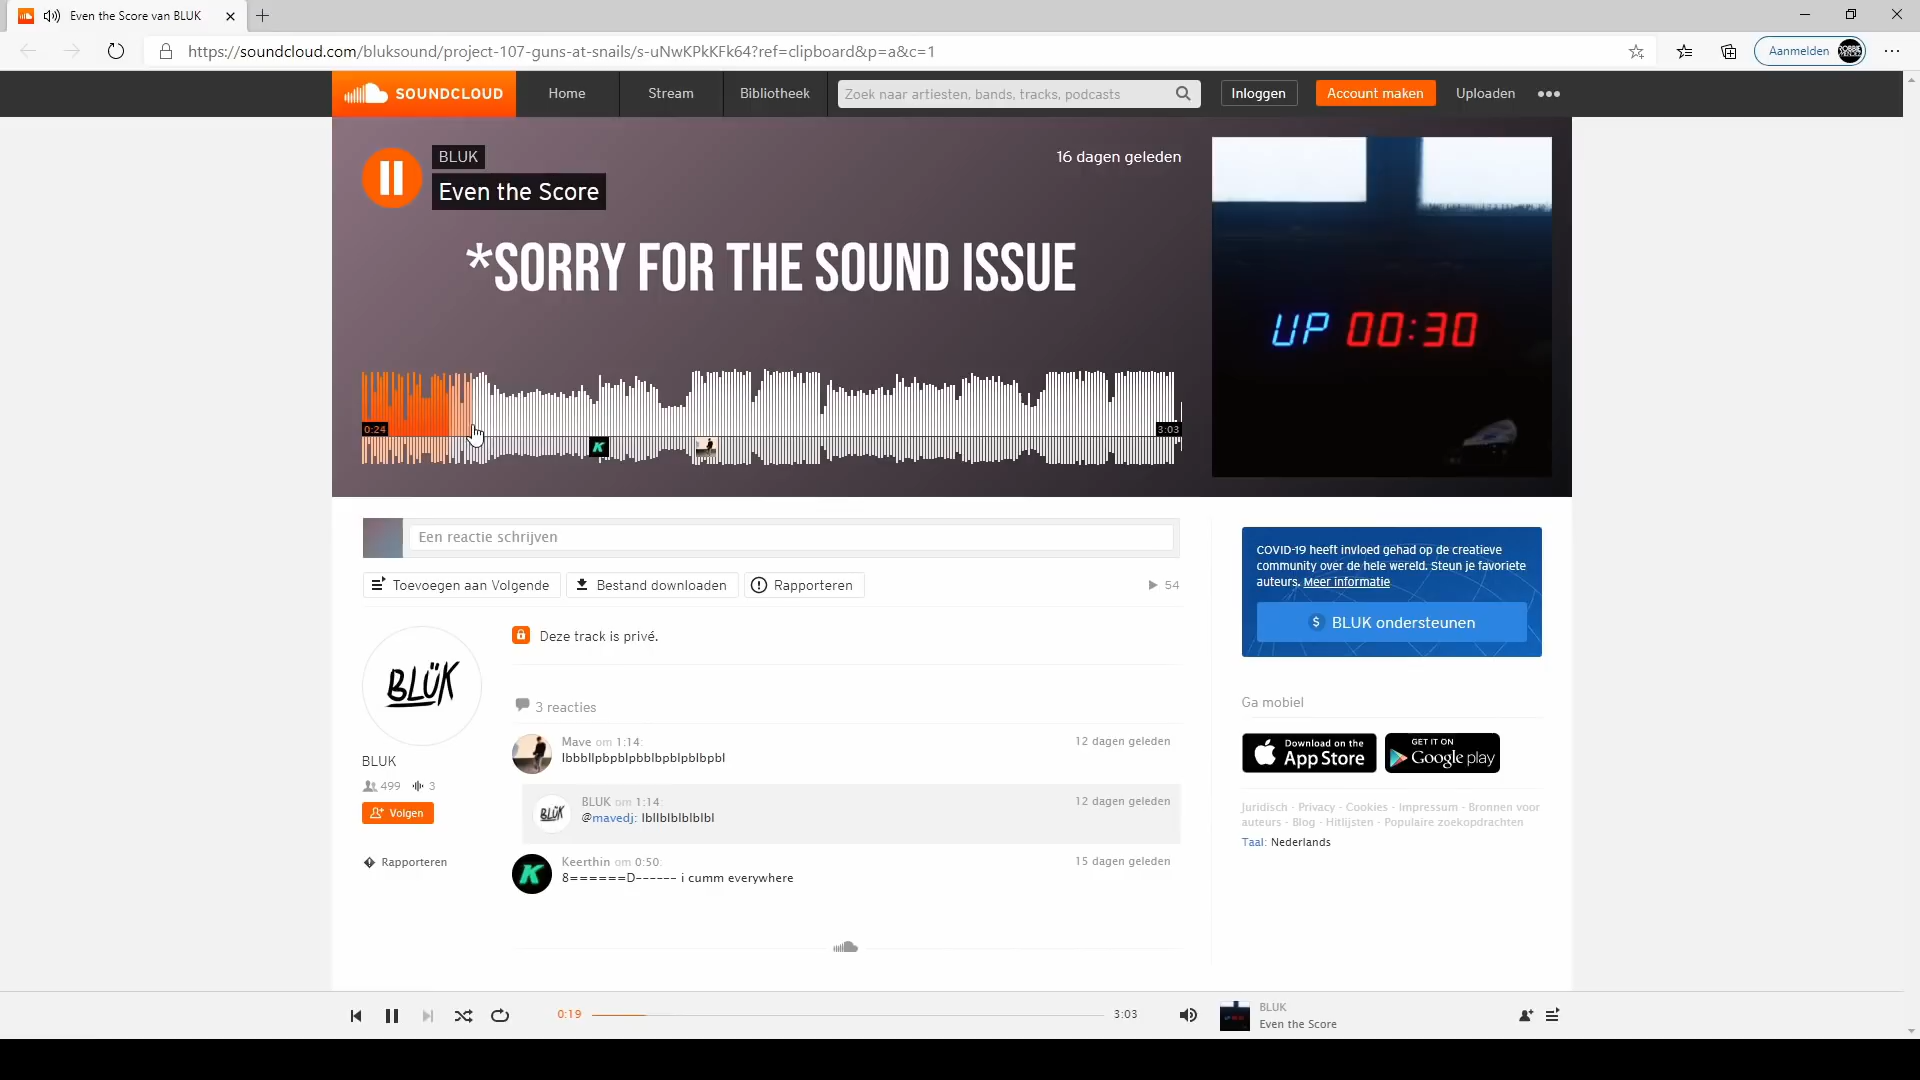 Even the Score van BLUK
https://soundcloud.com/bluksound/project-107-guns-at-snails/s-uNwKPkKFk64?ref=clipboard&p=a&c=1
Aanmelden
SOUNDCLOUD
Home
Stream
Bibliotheek
Zoek naar artiesten, bands, tracks, podcasts
Inloggen
Account maken
Uploaden
BLUK
16 dagen geleden
Even the Score
*SORRY FOR THE SOUND ISSUE
UP 00:30
0:24
3:03
K
Een reactie schrijven
Toevoegen aan Volgende
Bestand downloaden
Rapporteren
54
COVID-19 heeft invloed gehad op de creatieve
community over de hele wereld. Steun je favoriete
auteurs. Meer informatie
$ BLUK ondersteunen
Deze track is privé.
BLÜK
BLUK
499
3
Volgen
Rapporteren
3 reacties
Mave om 1:14:
12 dagen geleden
lbbbllpbpblpbblbpblpblbpbl
BLÜK
BLUK om 1:14:
12 dagen geleden
@mavedj: lbllblblblblbl
K
Keerthin om 0:50:
15 dagen geleden
8======D------ i cumm everywhere
Ga mobiel
Download on the
App Store
GET IT ON
Google play
Juridisch - Privacy - Cookies - Impressum - Bronnen voor
auteurs - Blog - Hitlijsten - Populaire zoekopdrachten
Taal: Nederlands
0:19
3:03
BLUK
Even the Score